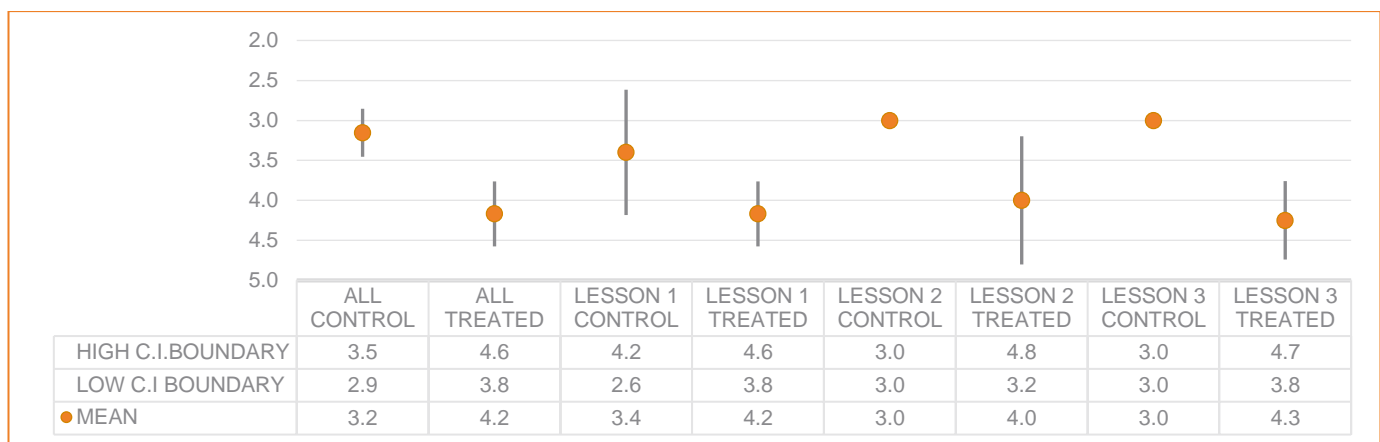 2.0
2.5
3.0
3.5
4.0
4.5
5.0
ALL CONTROL ALL TREATED LESSON 1 CONTROL LESSON 1 TREATED LESSON 2 CONTROL LESSON 2 TREATED LESSON 3 CONTROL LESSON 3 TREATED
HIGH C.I.BOUNDARY 3.5 4.6 4.2 4.6 3.0 4.8 3.0 4.7
LOW C.I BOUNDARY 2.9 3.8 2.6 3.8 3.0 3.2 3.0 3.8
MEAN 3.2 4.2 3.4 4.2 3.0 4.0 3.0 4.3